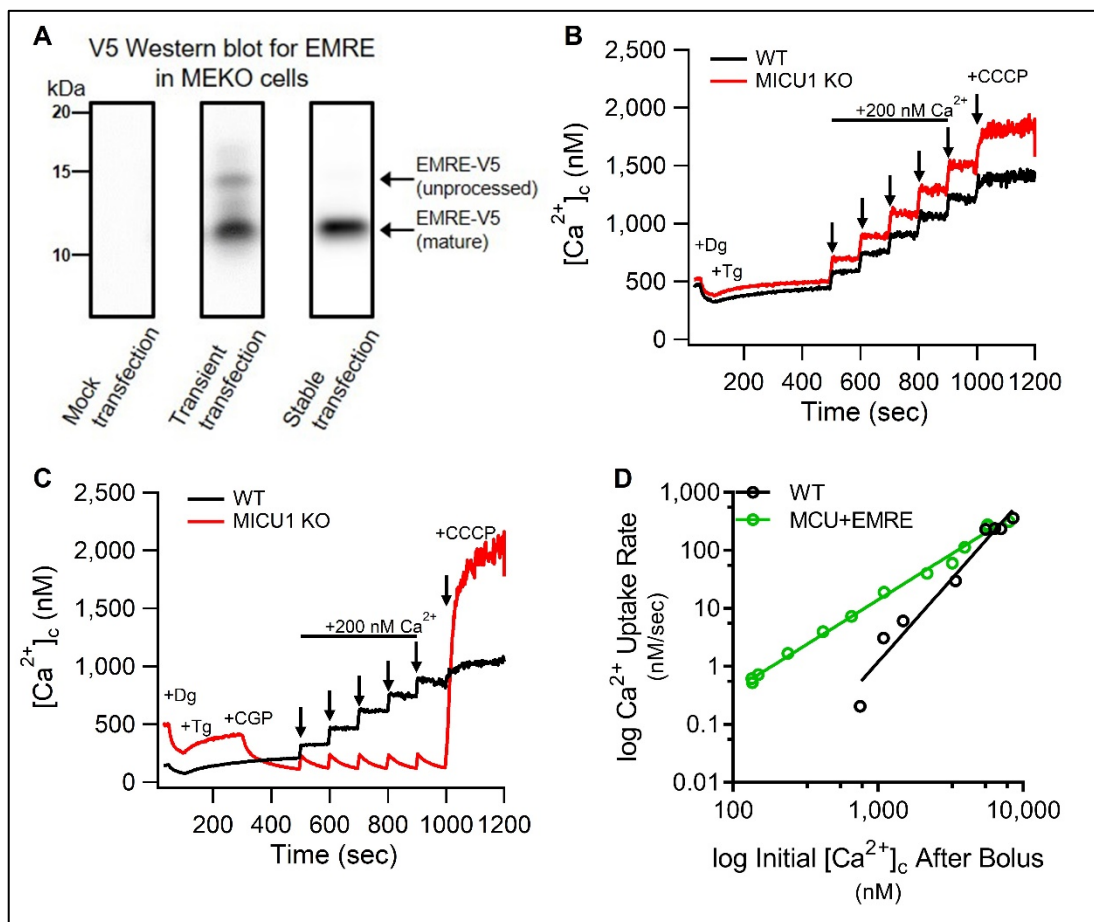 A
V5 Western blot for EMRE
in MEKO cells
kDa
20
15
10
EMRE-V5
(unprocessed)
EMRE-V5
(mature)
Mock
transfection
Transient
transfection
Stable
transfection
B
2,500
2,000
1,500
1,000
500
0
[Ca²⁺]c (nM)
WT
MICU1 KO
+CCCP
+200 nM Ca²⁺
+Dg
+Tg
200 400 600 800 1000 1200
Time (sec)
C
2,500
2,000
1,500
1,000
500
0
[Ca²⁺]c (nM)
WT
MICU1 KO
+CCCP
+200 nM Ca²⁺
+Dg
+Tg
+CGP
200 400 600 800 1000 1200
Time (sec)
D
WT
MCU+EMRE
1,000
100
10
1
0.1
0.01
log Ca²⁺ Uptake Rate
(nM/sec)
100 1,000 10,000
log Initial [Ca²⁺]c After Bolus
(nM)